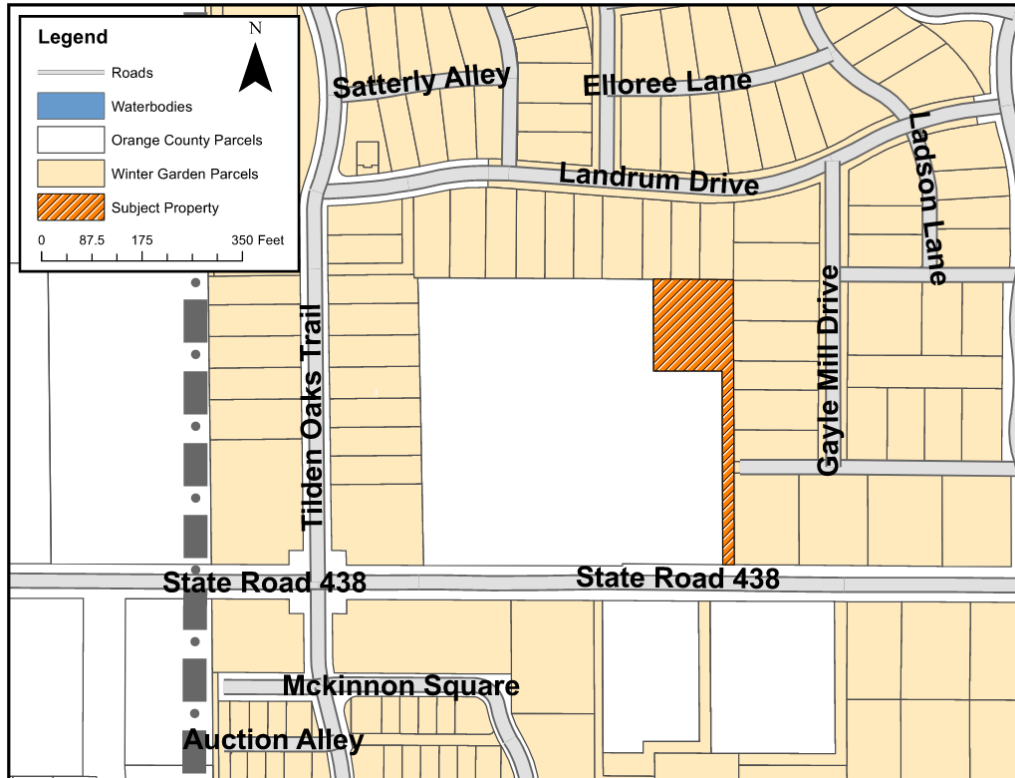 Legend
N
Roads
Waterbodies
Orange County Parcels
Winter Garden Parcels
Subject Property
0 87.5 175 350 Feet
Satterly Alley
Elloree Lane
Landrum Drive
Ladson Lane
Tilden Oaks Trail
Gayle Mill Drive
State Road 438
State Road 438
Mckinnon Square
Auction Alley